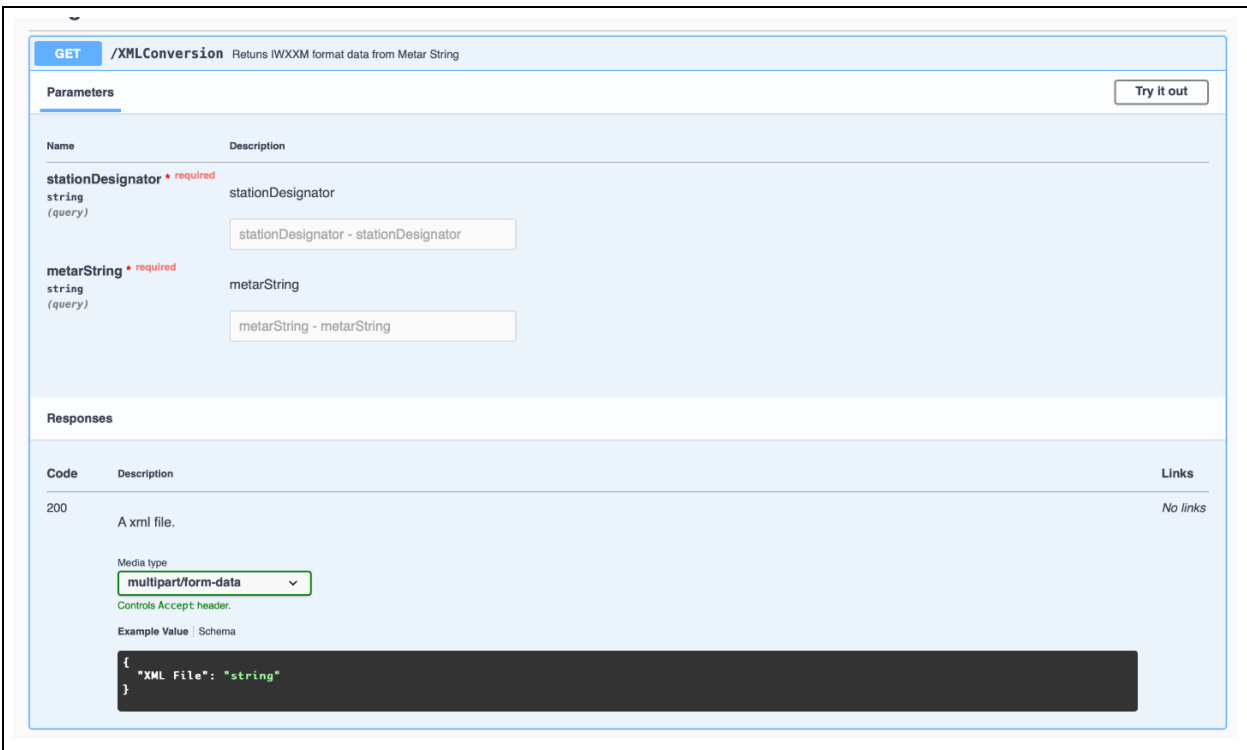 GET /XMLConversion Retuns IWXXM format data from Metar String
Parameters
Try it out
Name Description
stationDesignator * required
string
(query)
stationDesignator
stationDesignator - stationDesignator
metarString * required
string
(query)
metarString
metarString - metarString
Responses
Code Description Links
200
A xml file.
No links
Media type
multipart/form-data
Controls Accept header.
Example Value | Schema
{
"XML File": "string"
}